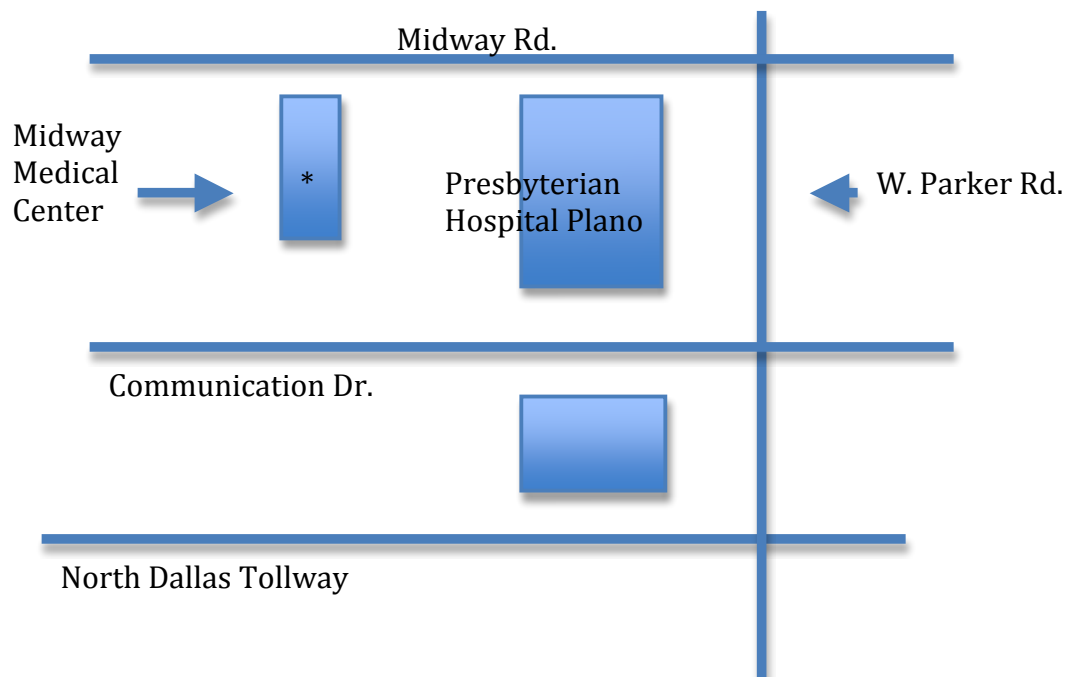 Midway Rd.
Midway
Medical
Center
*
Presbyterian
Hospital Plano
W. Parker Rd.
Communication Dr.
North Dallas Tollway